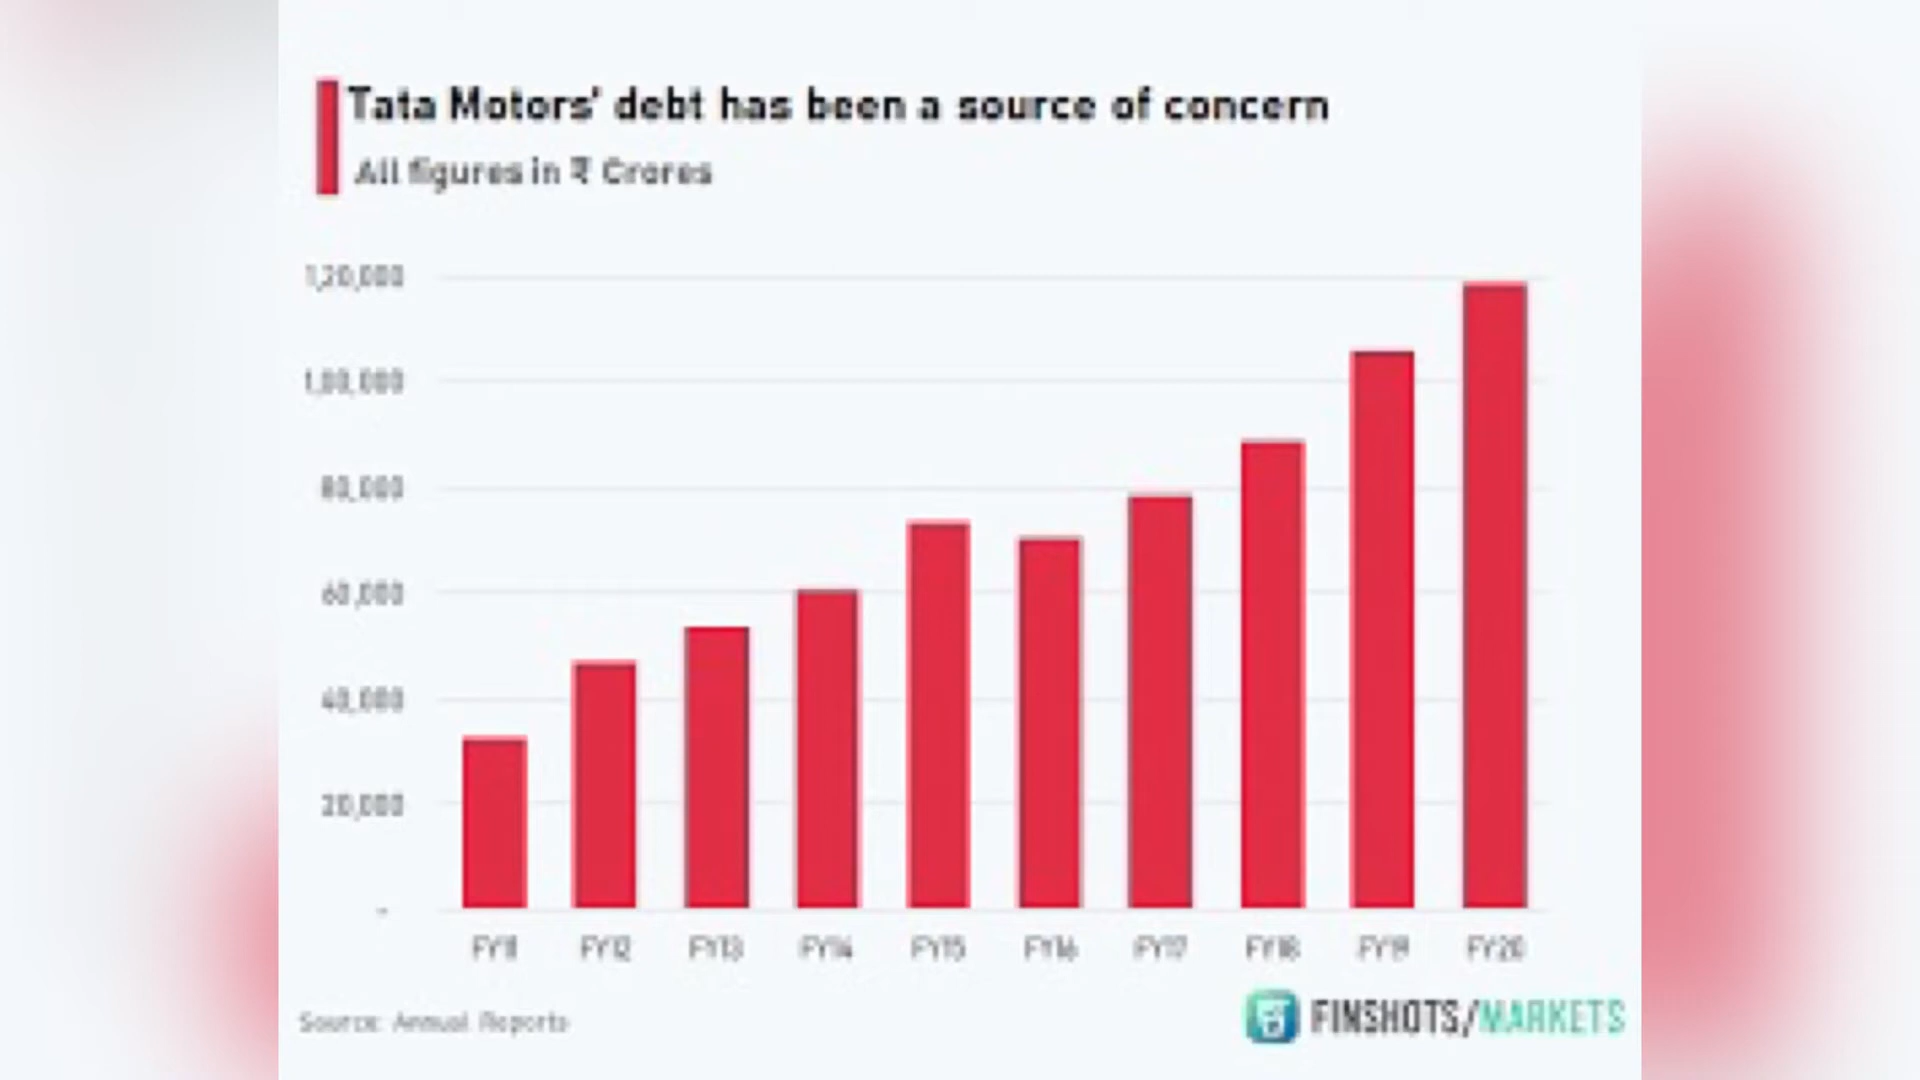 Tata Motors' debt has been a source of concern
All figures in ₹ Crores
1,20,000
1,00,000
80,000
60,000
40,000
20,000
-
FY11 FY12 FY13 FY14 FY15 FY16 FY17 FY18 FY19 FY20
Source: Annual Reports
FINSHOTS/MARKETS